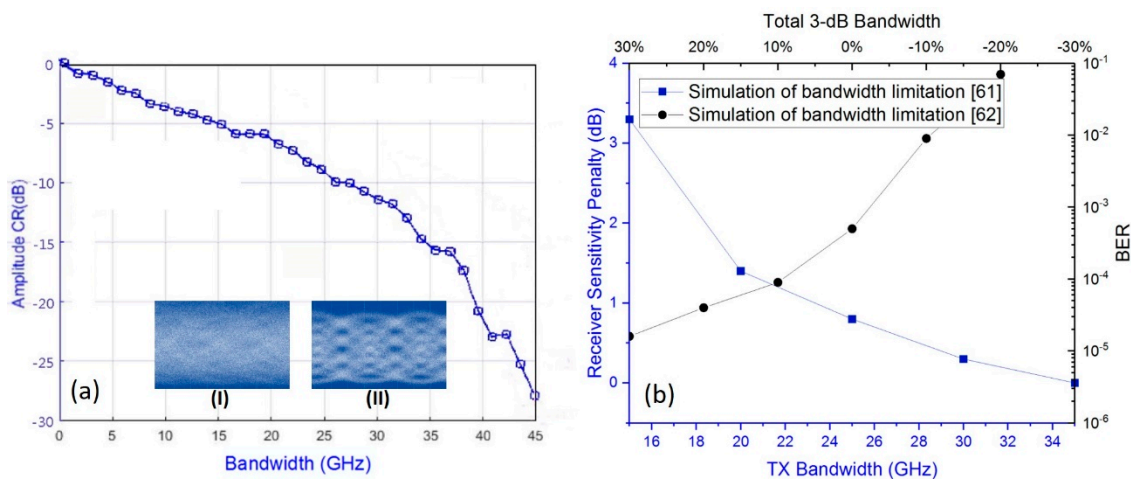 Amplitude CR(dB)
0
-5
-10
-15
-20
-25
-30
(a)
(I)
(II)
0 5 10 15 20 25 30 35 40 45
Bandwidth (GHz)
Total 3-dB Bandwidth
30% 20% 10% 0% -10% -20% -30%
Simulation of bandwidth limitation [61]
Simulation of bandwidth limitation [62]
Receiver Sensitivity Penalty (dB)
4
3
2
1
0
(b)
10⁻¹
10⁻²
10⁻³
10⁻⁴
10⁻⁵
10⁻⁶
BER
16 18 20 22 24 26 28 30 32 34
TX Bandwidth (GHz)